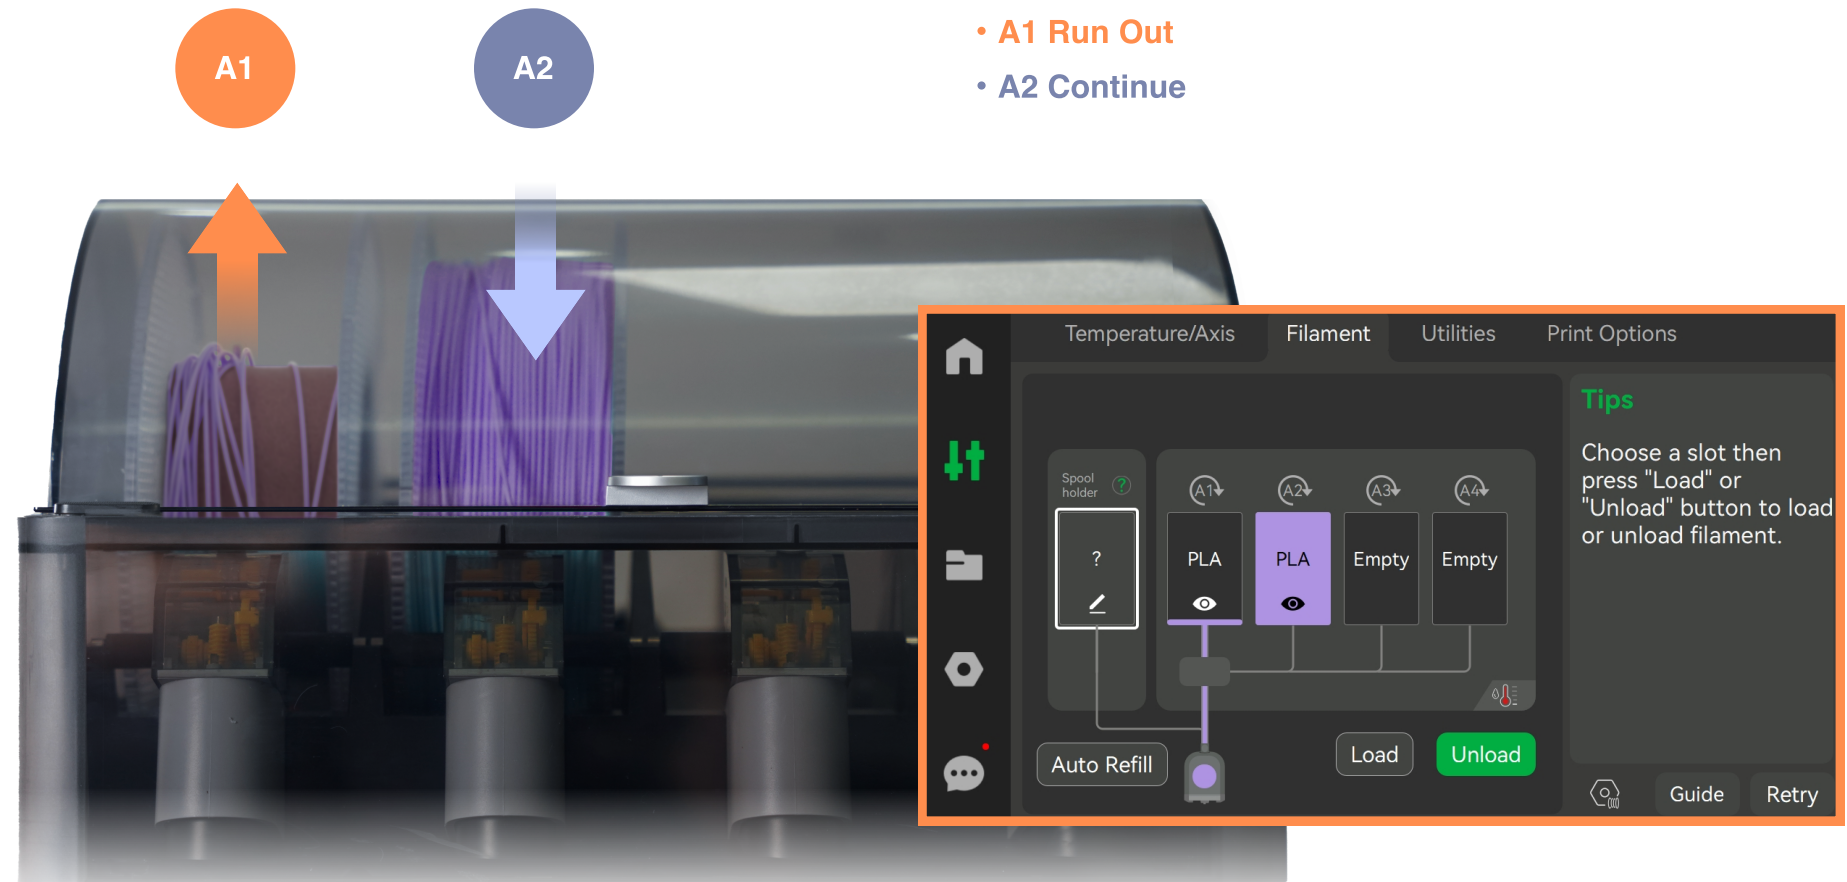 A1
A2
• A1 Run Out
• A2 Continue
Temperature/Axis
Filament
Utilities
Print Options
Spool
holder
?
?
A1
A2
A3
A4
PLA
PLA
Empty
Empty
Auto Refill
Load
Unload
Tips
Choose a slot then
press "Load" or
"Unload" button to load
or unload filament.
Guide
Retry